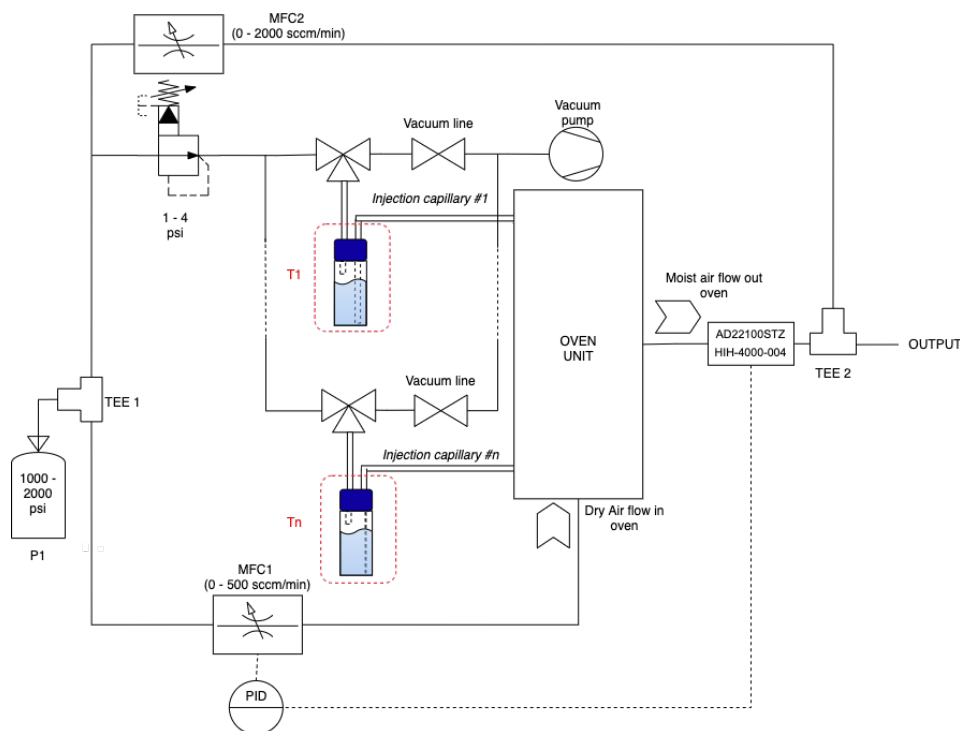 MFC2
(0 - 2000 sccm/min)
Vacuum line
Vacuum
pump
1 - 4
psi
Injection capillary #1
T1
Moist air flow out
oven
OVEN
UNIT
AD22100STZ
HIH-4000-004
OUTPUT
TEE 2
Vacuum line
TEE 1
Injection capillary #n
1000 -
2000
psi
Tn
Dry Air flow in
oven
P1
MFC1
(0 - 500 sccm/min)
PID